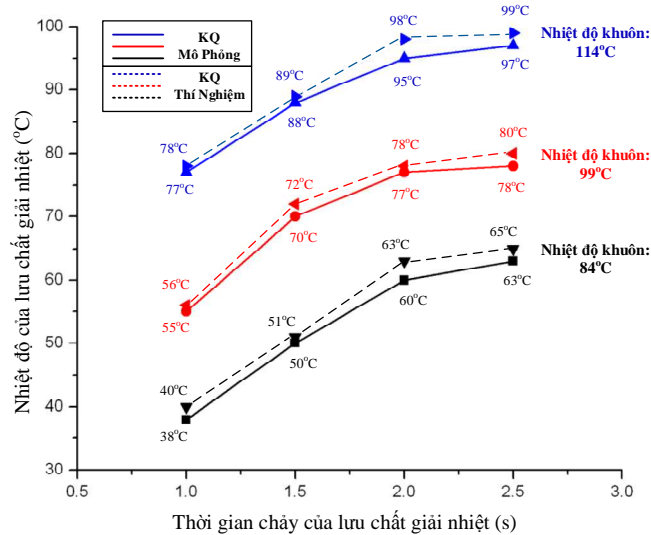 KQ
Mô Phỏng
KQ
Thí Nghiệm
Nhiệt độ của lưu chất giải nhiệt (°C)
100
90
80
70
60
50
40
30
0.5
1.0
1.5
2.0
2.5
3.0
Thời gian chảy của lưu chất giải nhiệt (s)
78°C
77°C
89°C
88°C
98°C
95°C
99°C
97°C
Nhiệt độ khuôn:
114°C
56°C
55°C
72°C
70°C
78°C
77°C
80°C
78°C
Nhiệt độ khuôn:
99°C
40°C
38°C
51°C
50°C
63°C
60°C
65°C
63°C
Nhiệt độ khuôn:
84°C